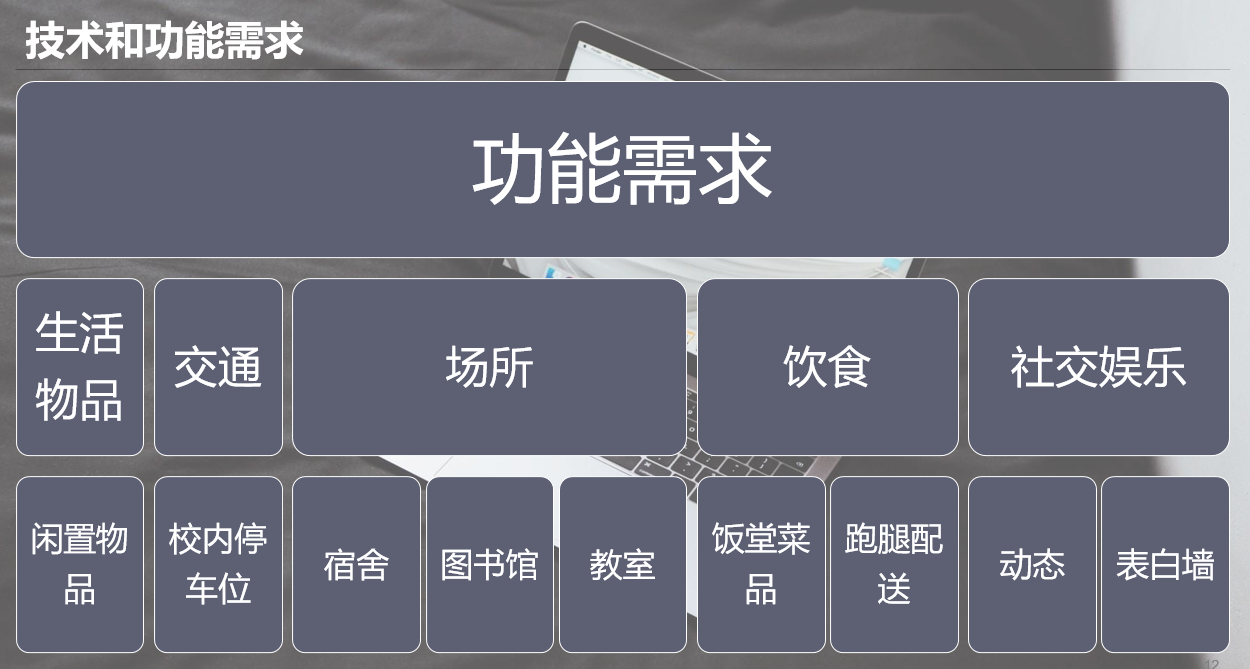 技术和功能需求
功能需求
生活
物品
交通
场所
饮食
社交娱乐
闲置物
品
校内停
车位
宿舍
图书馆
教室
饭堂菜
品
跑腿配
送
动态
表白墙
12